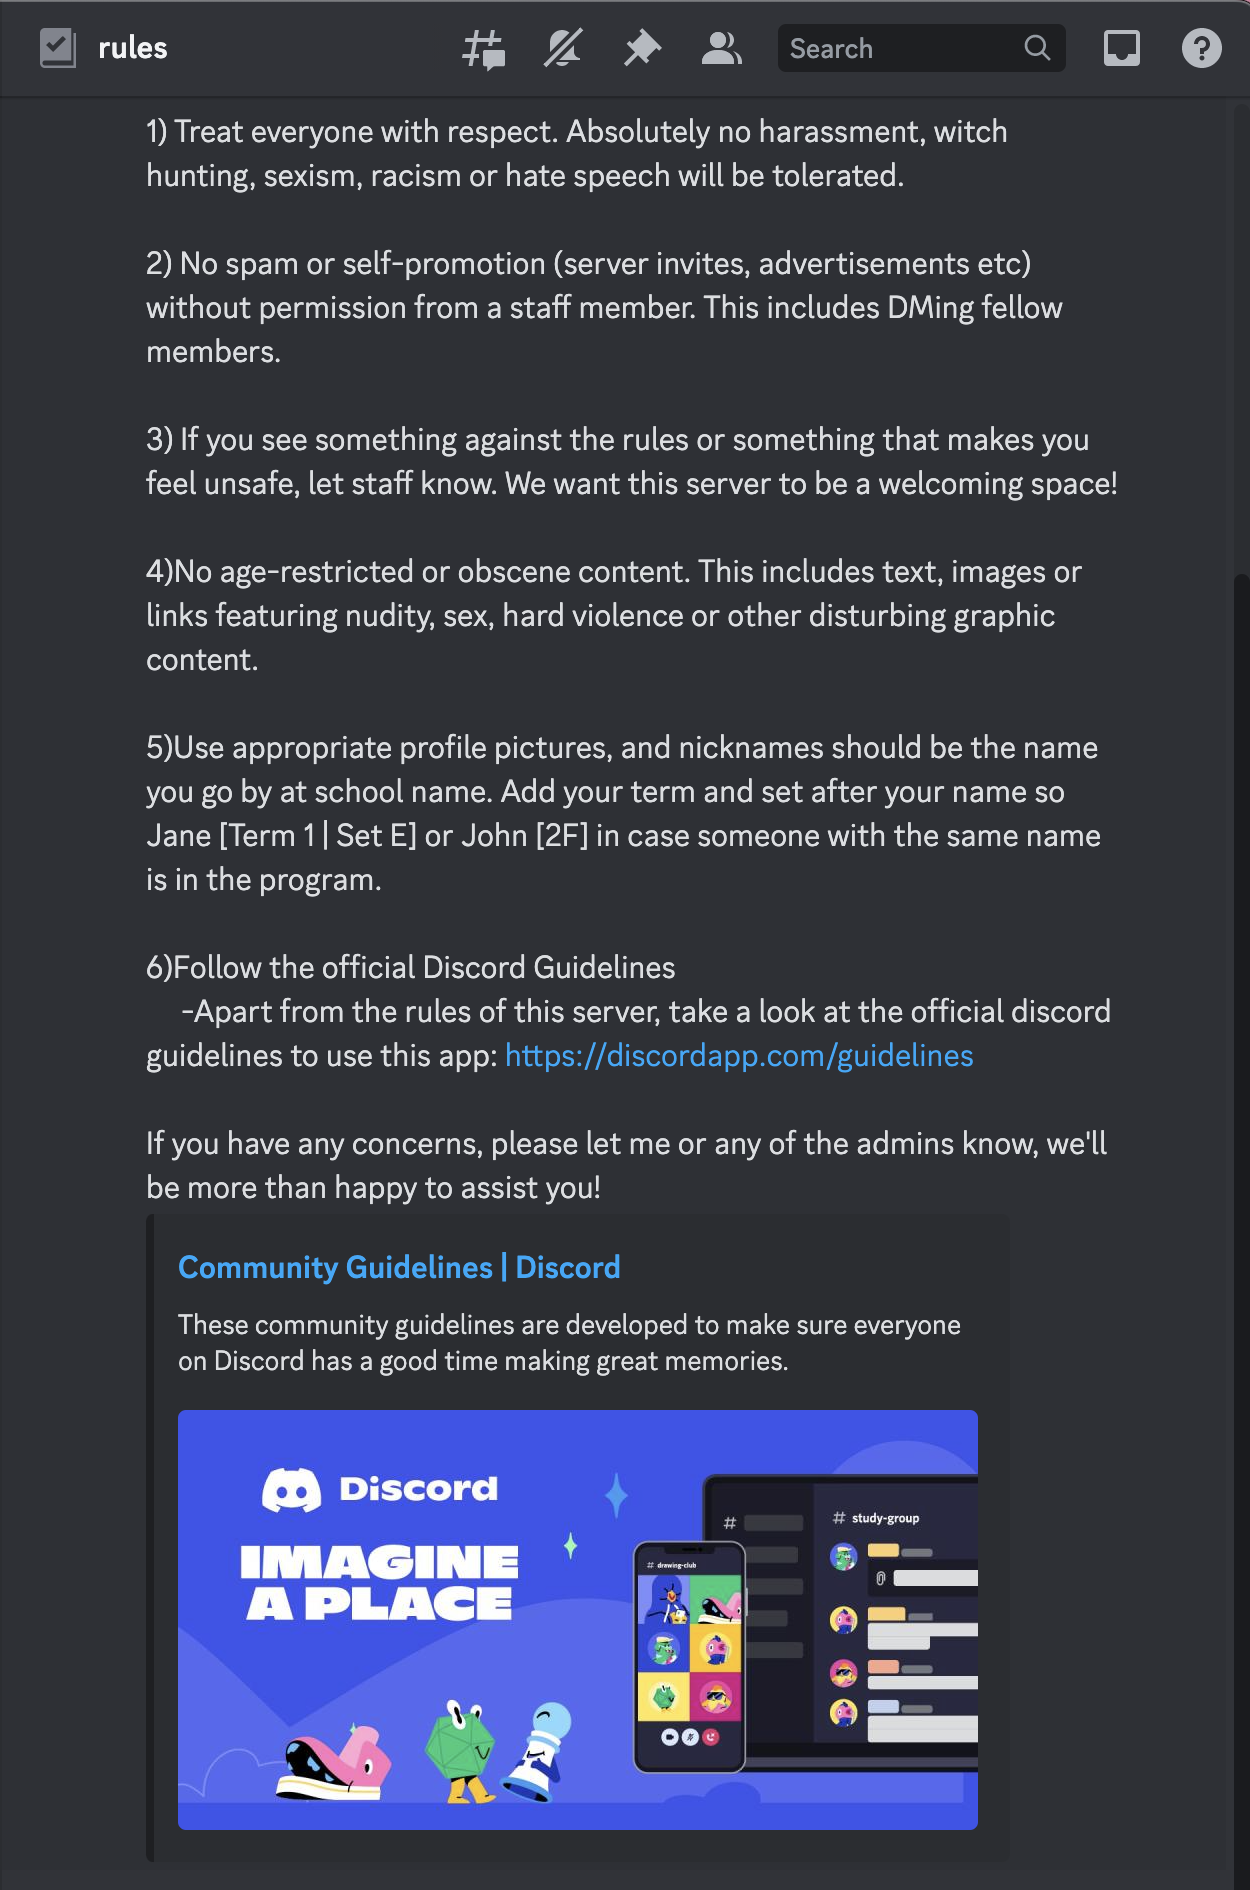 rules
Search
1) Treat everyone with respect. Absolutely no harassment, witch
hunting, sexism, racism or hate speech will be tolerated.
2) No spam or self-promotion (server invites, advertisements etc)
without permission from a staff member. This includes DMing fellow
members.
3) If you see something against the rules or something that makes you
feel unsafe, let staff know. We want this server to be a welcoming space!
4)No age-restricted or obscene content. This includes text, images or
links featuring nudity, sex, hard violence or other disturbing graphic
content.
5)Use appropriate profile pictures, and nicknames should be the name
you go by at school name. Add your term and set after your name so
Jane [Term 1 | Set E] or John [2F] in case someone with the same name
is in the program.
6)Follow the official Discord Guidelines
-Apart from the rules of this server, take a look at the official discord
guidelines to use this app: https://discordapp.com/guidelines
If you have any concerns, please let me or any of the admins know, we'll
be more than happy to assist you!
Community Guidelines | Discord
These community guidelines are developed to make sure everyone
on Discord has a good time making great memories.
Discord
IMAGINE
A PLACE
#
# study-group
# drawing-club